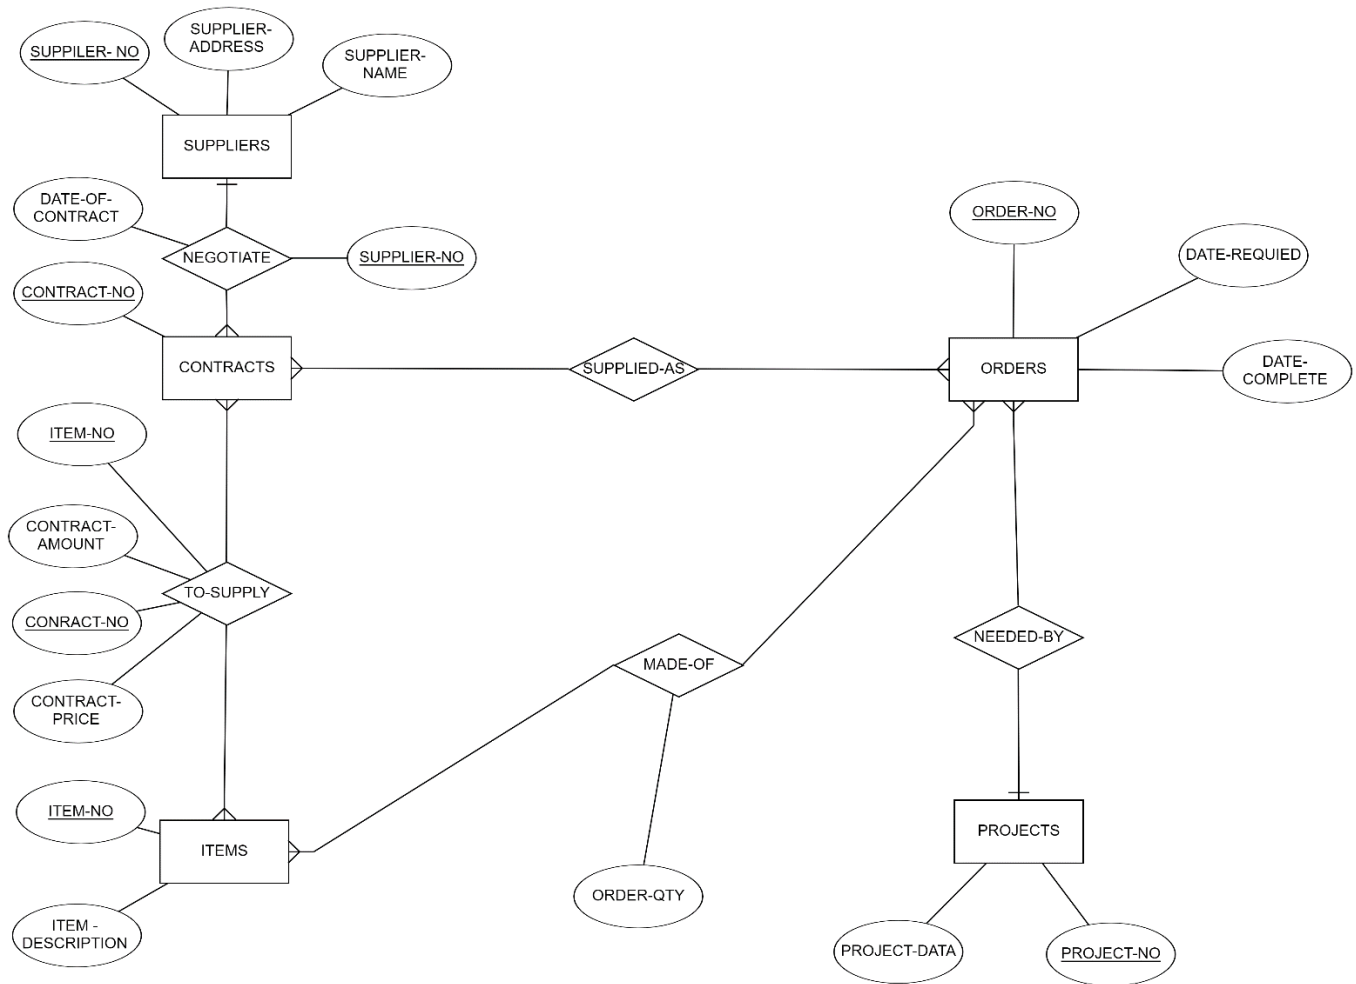 SUPPILER- NO
SUPPLIER-
ADDRESS
SUPPLIER-
NAME
SUPPLIERS
DATE-OF-
CONTRACT
NEGOTIATE
SUPPLIER-NO
CONTRACT-NO
CONTRACTS
SUPPLIED-AS
ORDER-NO
DATE-REQUIED
ORDERS
DATE-
COMPLETE
ITEM-NO
CONTRACT-
AMOUNT
TO-SUPPLY
CONRACT-NO
CONTRACT-
PRICE
MADE-OF
NEEDED-BY
ITEM-NO
ITEMS
ITEM -
DESCRIPTION
ORDER-QTY
PROJECTS
PROJECT-DATA
PROJECT-NO